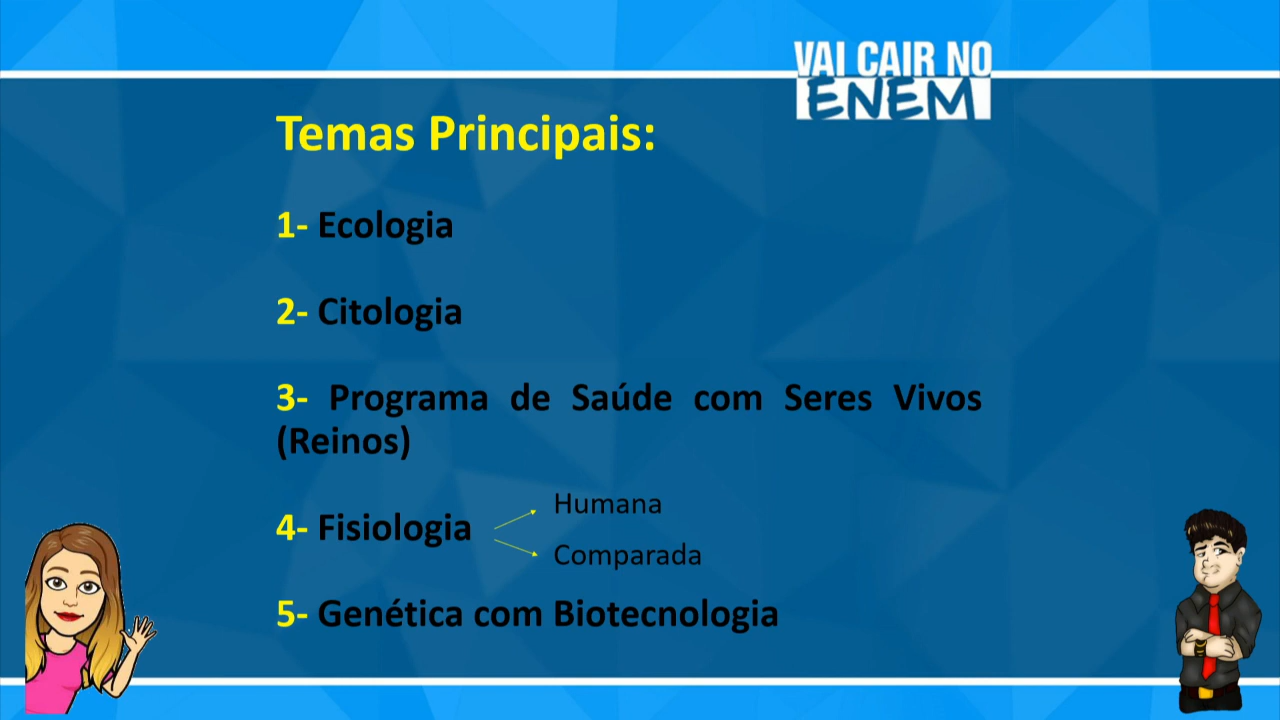 VAI CAIR NO
ENEM
Temas Principais:
1- Ecologia
2- Citologia
3- Programa de Saúde com Seres Vivos
(Reinos)
4- Fisiologia
Humana
Comparada
5- Genética com Biotecnologia